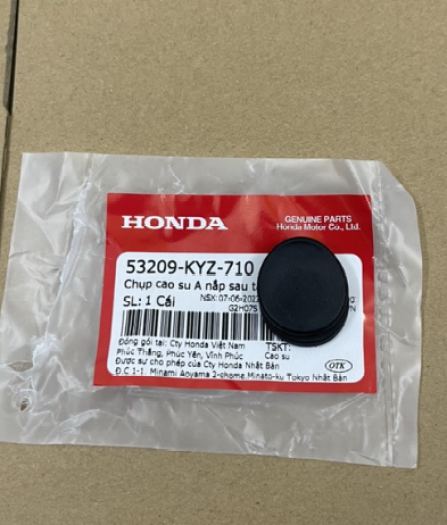 HONDA
GENUINE PARTS
Honda Motor Co., Ltd.
53209-KYZ-710
Chụp cao su A nắp sau
SL: 1 Cái
NSX: 07-06-202
G2H07S
Đóng gói tại: Cty Honda Việt Nam
Phúc Thắng, Phúc Yên, Vĩnh Phúc
Được sự cho phép của Cty Honda Nhật Bản
Đ.C 1-1, Minami Aoyama 2-chome, Minato-ku Tokyo Nhật Bản
TSKT:
Cao su
OTK